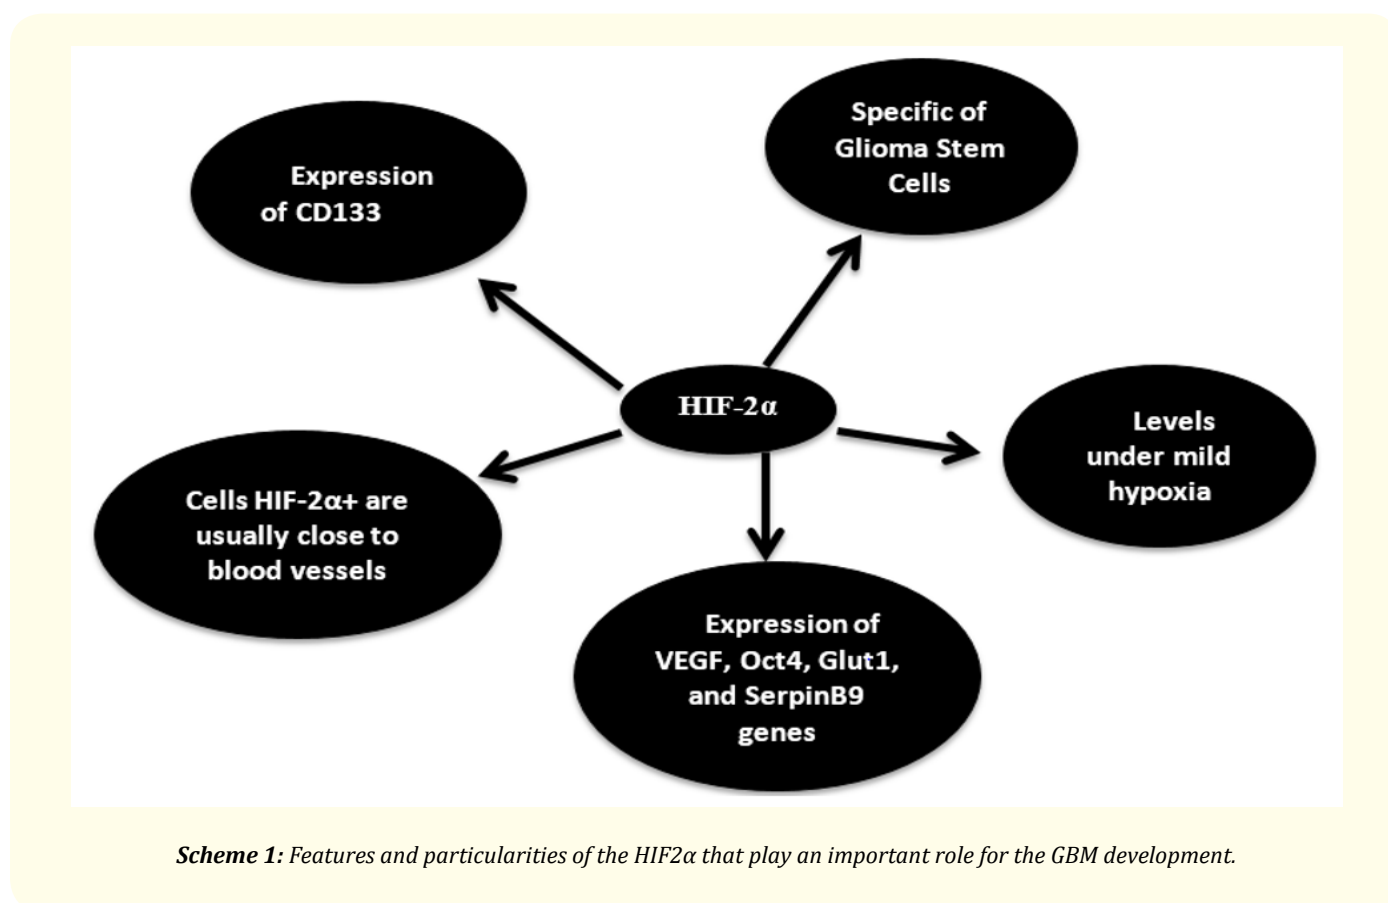 Expression
of CD133
Specific of
Glioma Stem
Cells
HIF-2α
Levels
under mild
hypoxia
Cells HIF-2α+ are
usually close to
blood vessels
Expression of
VEGF, Oct4, Glut1,
and SerpinB9
genes
Scheme 1: Features and particularities of the HIF2α that play an important role for the GBM development.